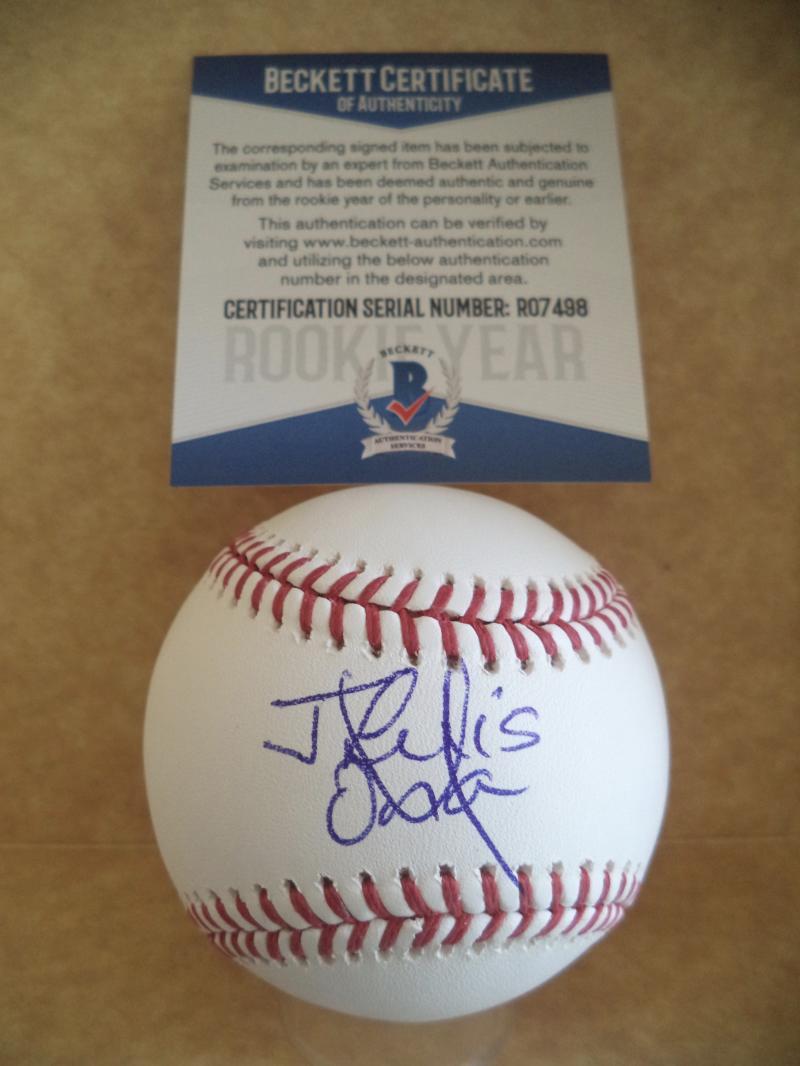 BECKETT CERTIFICATE
OF AUTHENTICITY
The corresponding signed item has been subjected to
examination by an expert from Beckett Authentication
Services and has been deemed authentic and genuine
from the rookie year of the personality or earlier.
This authentication can be verified by
visiting www.beckett-authentication.com
and utilizing the below authentication
number in the designated area.
CERTIFICATION SERIAL NUMBER: R07498
ROOKIE YEAR
BECKETT
B
AUTHENTICATION
SERVICES